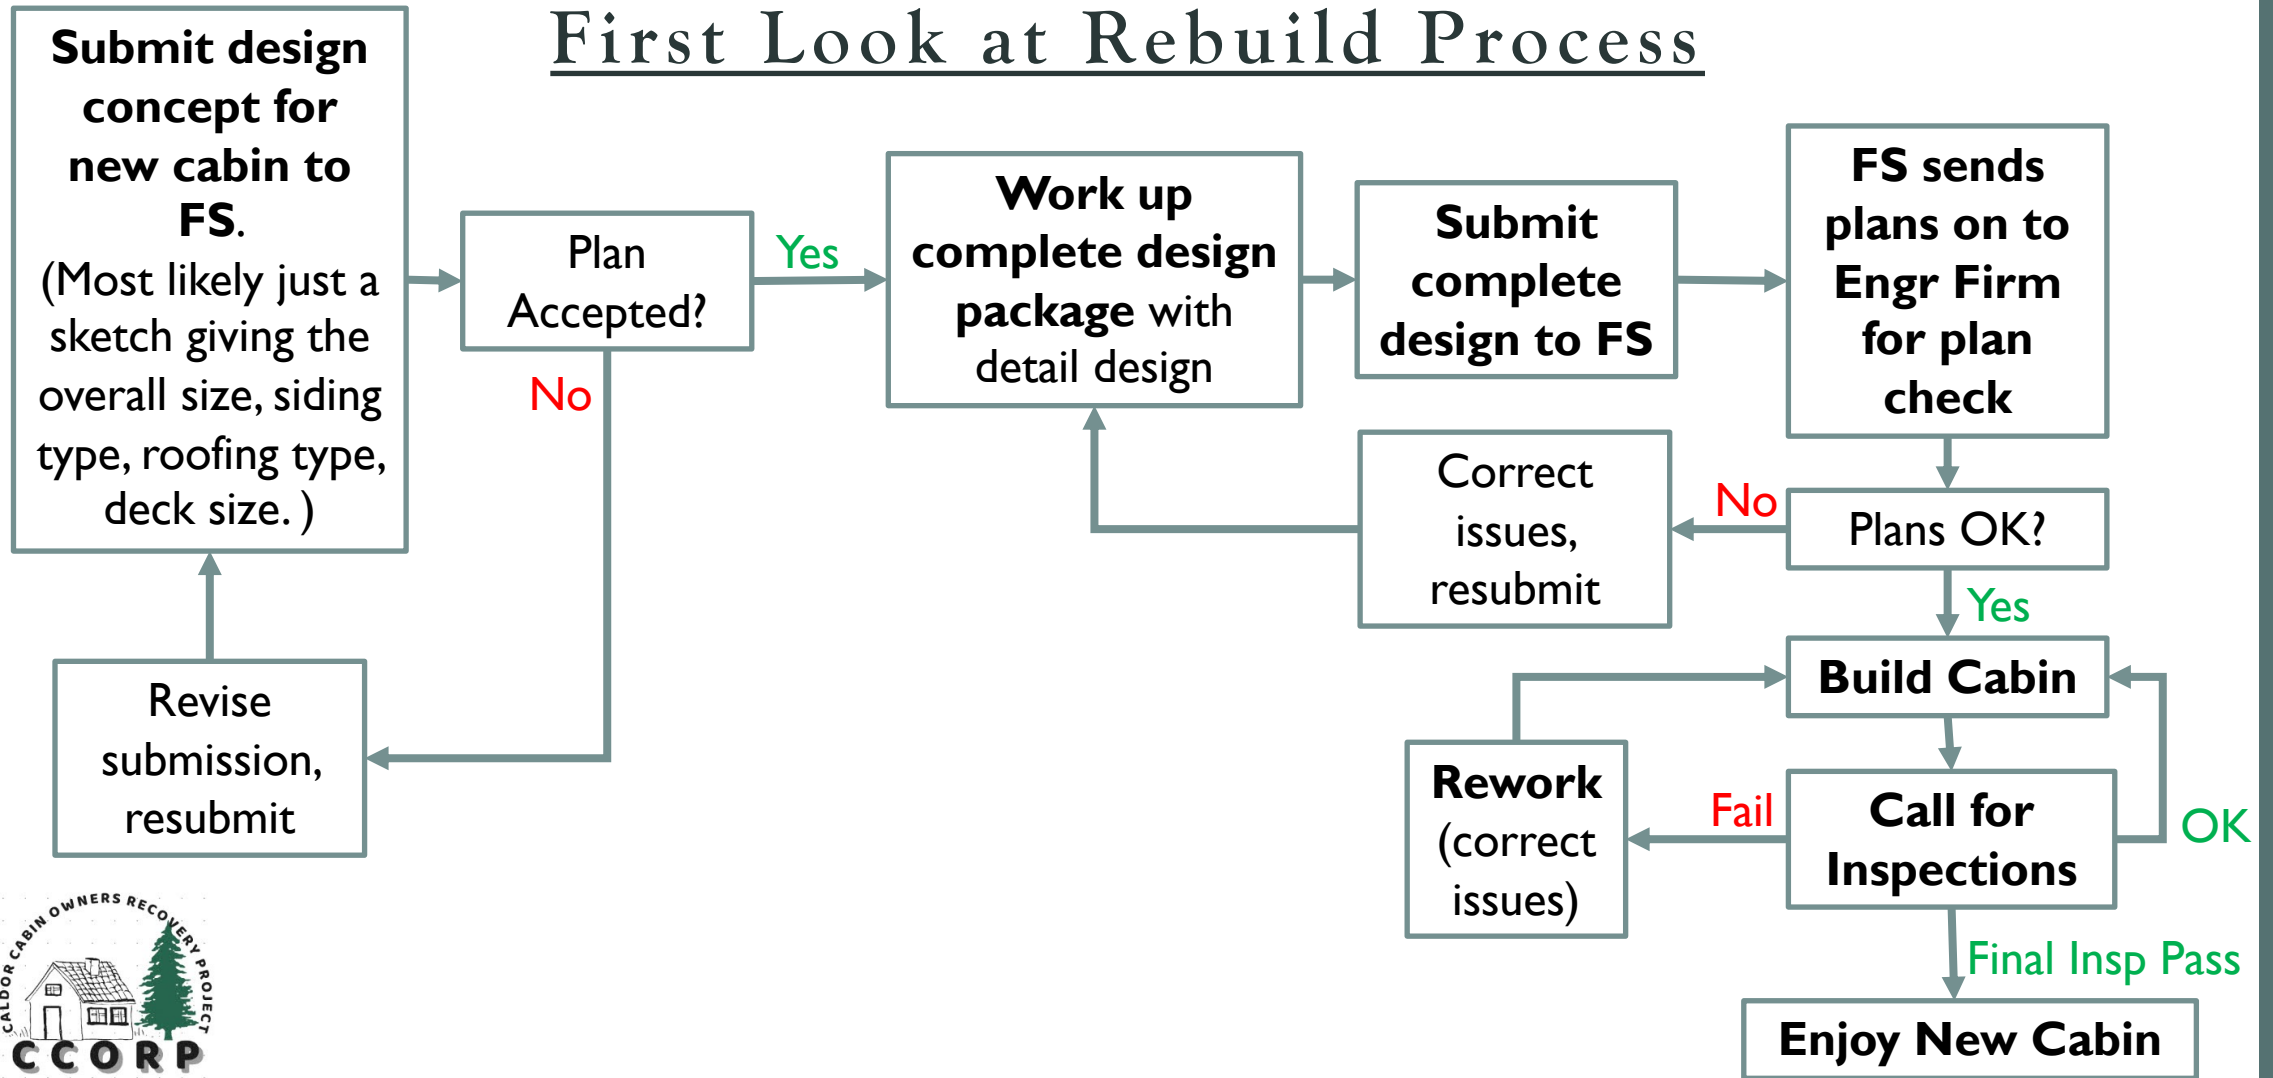 First Look at Rebuild Process
Submit design
concept for
new cabin to
FS.
(Most likely just a
sketch giving the
overall size, siding
type, roofing type,
deck size. )
Plan
Accepted?
Yes
No
Revise
submission,
resubmit
Work up
complete design
package with
detail design
Submit
complete
design to FS
FS sends
plans on to
Engr Firm
for plan
check
Plans OK?
No
Correct
issues,
resubmit
Yes
Build Cabin
Call for
Inspections
Fail
Rework
(correct
issues)
OK
Final Insp Pass
Enjoy New Cabin
CALDOR CABIN OWNERS RECOVERY PROJECT
CCORP